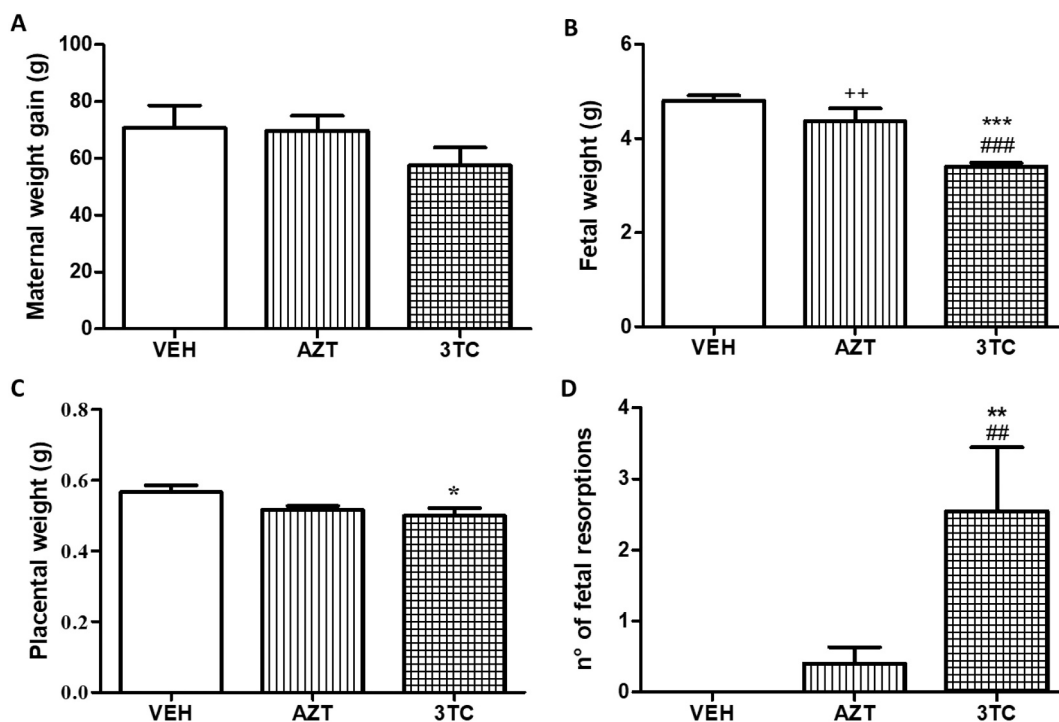 A
Maternal weight gain (g)
100
80
60
40
20
0
VEH AZT 3TC
B
Fetal weight (g)
6
4
2
0
++
***
###
VEH AZT 3TC
C
Placental weight (g)
0.8
0.6
0.4
0.2
0.0
*
VEH AZT 3TC
D
n° of fetal resorptions
4
3
2
1
0
**
##
VEH AZT 3TC